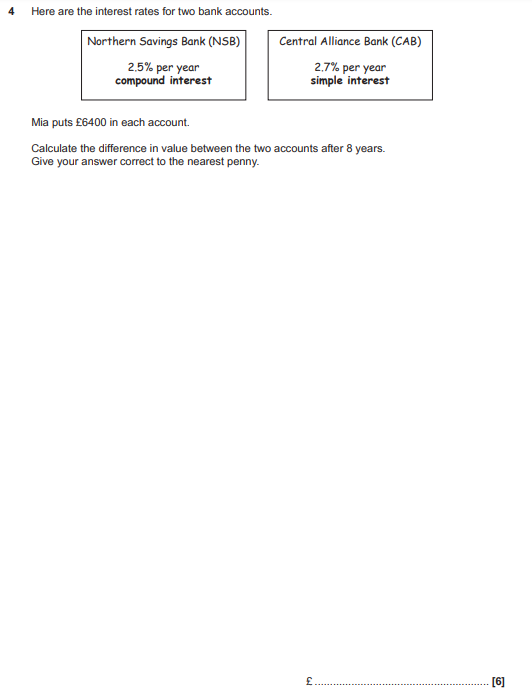 4 Here are the interest rates for two bank accounts.
Northern Savings Bank (NSB)
2.5% per year
compound interest
Central Alliance Bank (CAB)
2.7% per year
simple interest
Mia puts £6400 in each account.
Calculate the difference in value between the two accounts after 8 years.
Give your answer correct to the nearest penny.
£ ........................................................... [6]